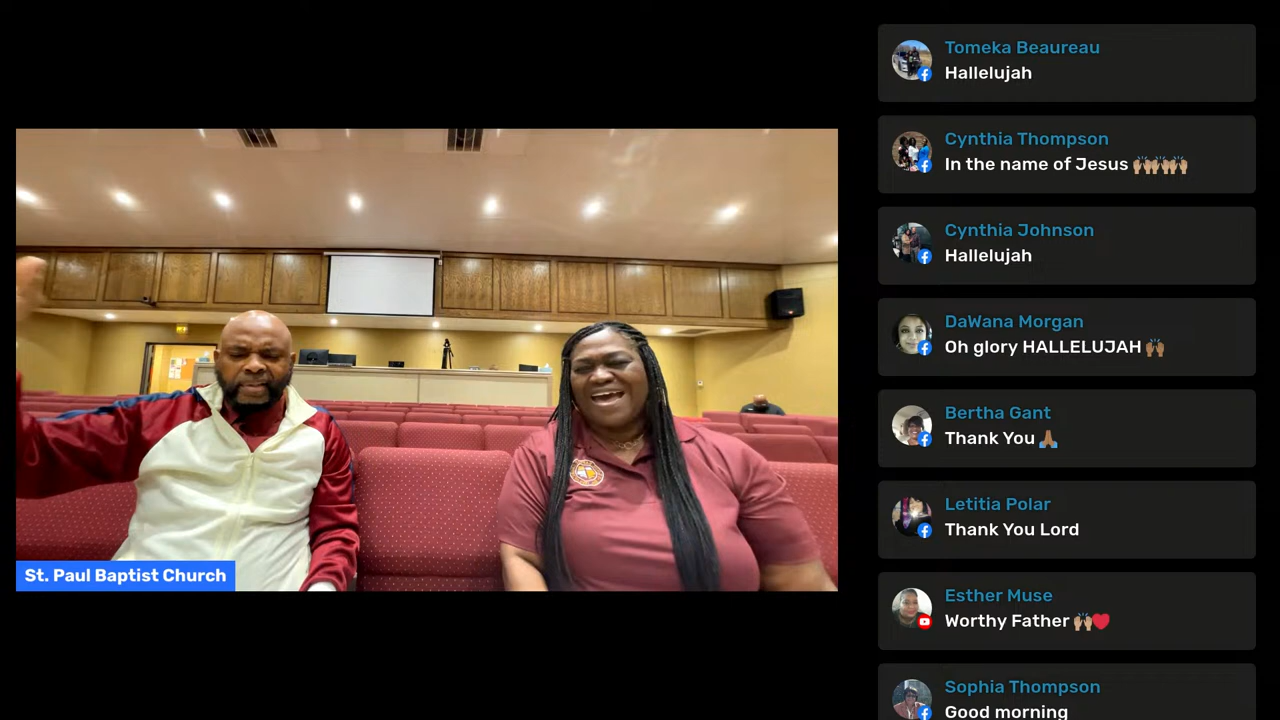 St. Paul Baptist Church
Tomeka Beaureau
Hallelujah
Cynthia Thompson
In the name of Jesus 🙌🏽🙌🏽🙌🏽
Cynthia Johnson
Hallelujah
DaWana Morgan
Oh glory HALLELUJAH 🙌🏾
Bertha Gant
Thank You 🙏🏾
Letitia Polar
Thank You Lord
Esther Muse
Worthy Father 🙌🏽❤️
Sophia Thompson
Good morning